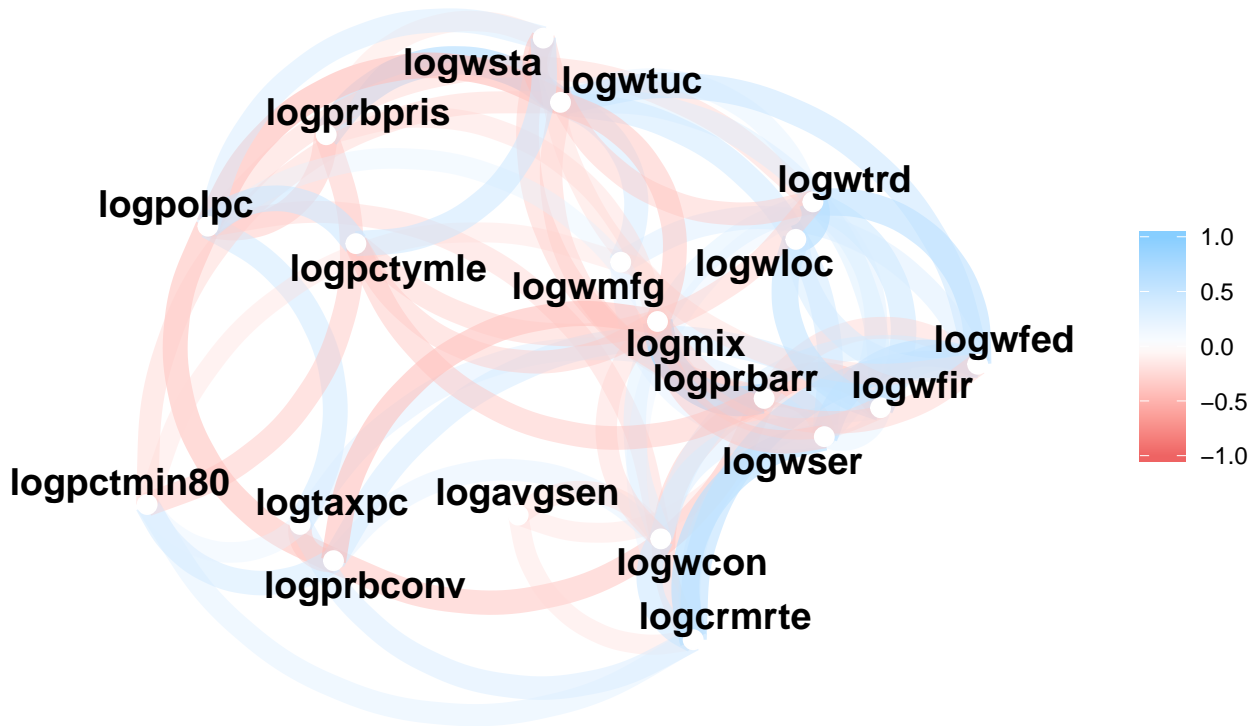 logwsta
logwtuc
logprbpris
logwtrd
logpolpc
logwloc
logpctymle
logwmfg
logmix
logwfed
logprbarr
logwfir
logwser
logpctmin80
logtaxpc
logavgsen
logwcon
logprbconv
logcrmrte
1.0
0.5
0.0
−0.5
−1.0